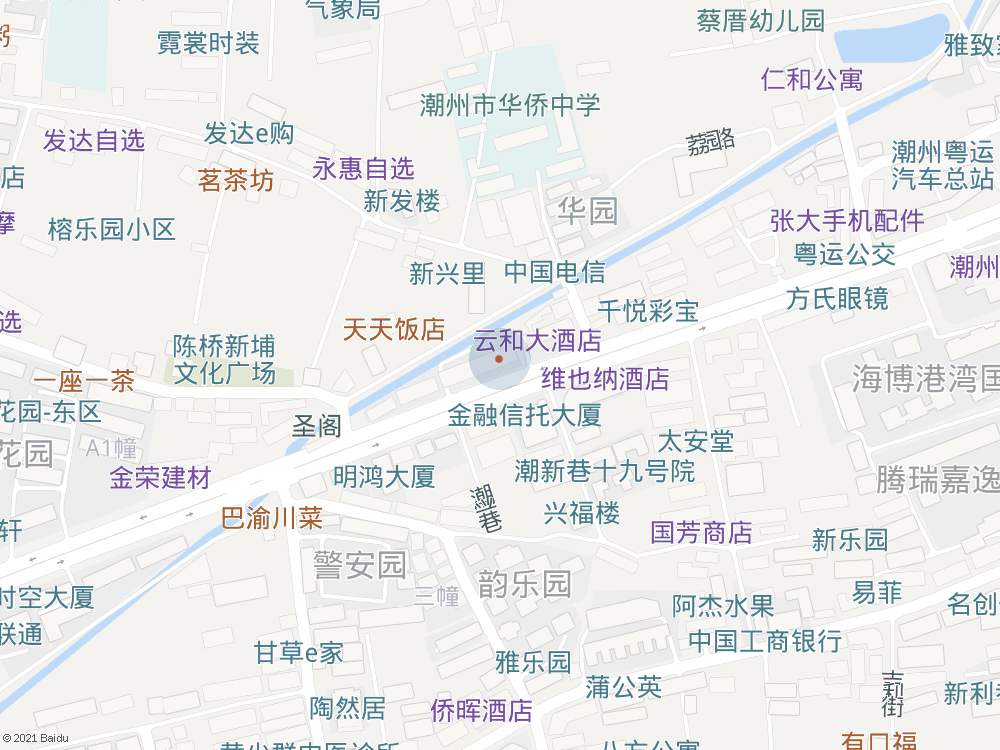 气象局
蔡厝幼儿园
粥
霓裳时装
雅致家
仁和公寓
潮州市华侨中学
发达自选
发达e购
荔园路
潮州粤运
汽车总站
永惠自选
茗茶坊
店
新发楼
华园
摩
榕乐园小区
张大手机配件
粤运公交
新兴里
中国电信
潮州
方氏眼镜
千悦彩宝
选
天天饭店
云和大酒店
陈桥新埔
文化广场
一座一茶
维也纳酒店
海博港湾国
花园-东区
圣阁
金融信托大厦
A1幢
花园
太安堂
金荣建材
明鸿大厦
潮新巷十九号院
腾瑞嘉逸
巴渝川菜
兴福楼
轩
国芳商店
新乐园
警安园
韵乐园
三幢
时空大厦
易菲
阿杰水果
名创
联通
中国工商银行
甘草e家
雅乐园
蒲公英
陶然居
侨晖酒店
新利
八方公寓
有口福
© 2021 Baidu